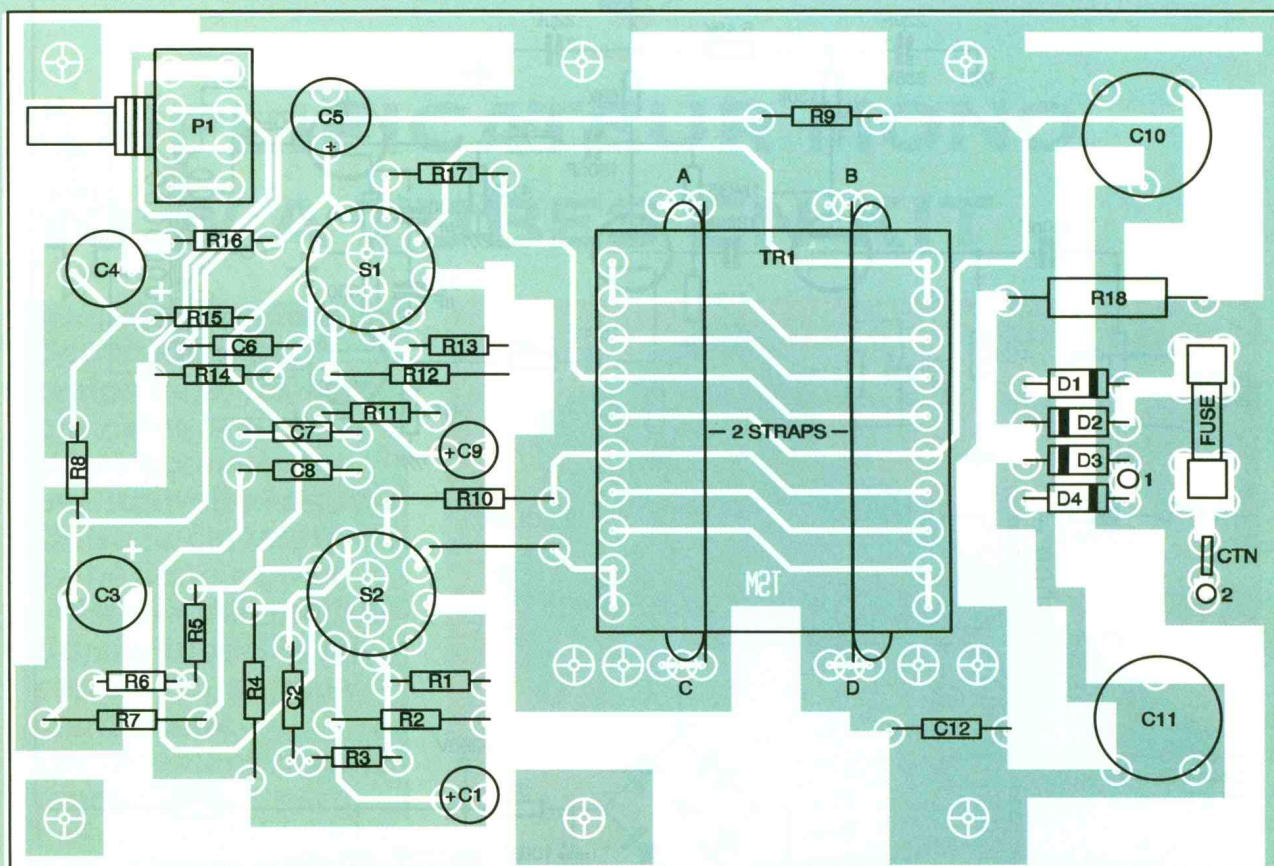 P1
C5
R9
C10
R17
A
B
R16
C4
S1
TR1
R18
R15
C6
R13
R14
R12
D1
R11
D2
FUSE
C7
+C9
— 2 STRAPS —
R8
C8
D3
1
R10
D4
+
+
+
CTN
C3
S2
TSM
2
R5
R4
C2
R6
R1
C
D
R7
R2
C11
C12
R3
+C1